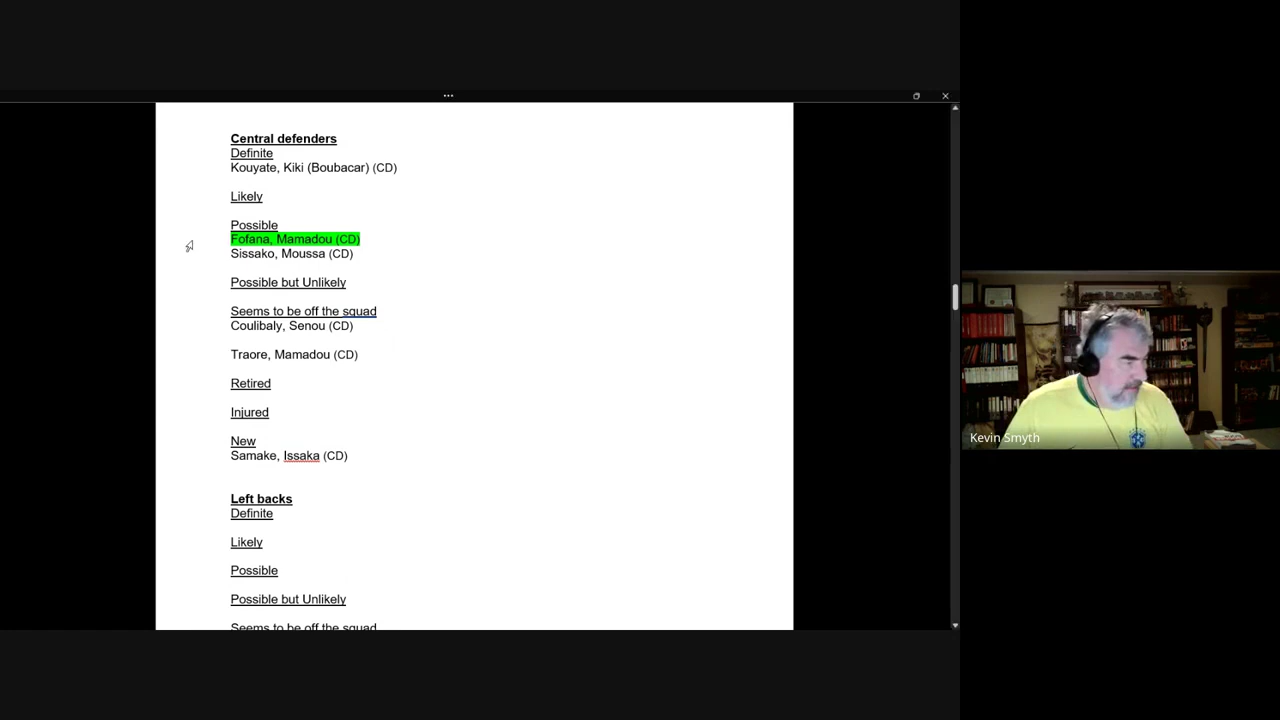 Central defenders
Definite
Kouyate, Kiki (Boubacar) (CD)
Likely
Possible
Fofana, Mamadou (CD)
Sissako, Moussa (CD)
Possible but Unlikely
Seems to be off the squad
Coulibaly, Senou (CD)
Traore, Mamadou (CD)
Retired
Injured
New
Samake, Issaka (CD)
Left backs
Definite
Likely
Possible
Possible but Unlikely
Seems to be off the squad
Kevin Smyth